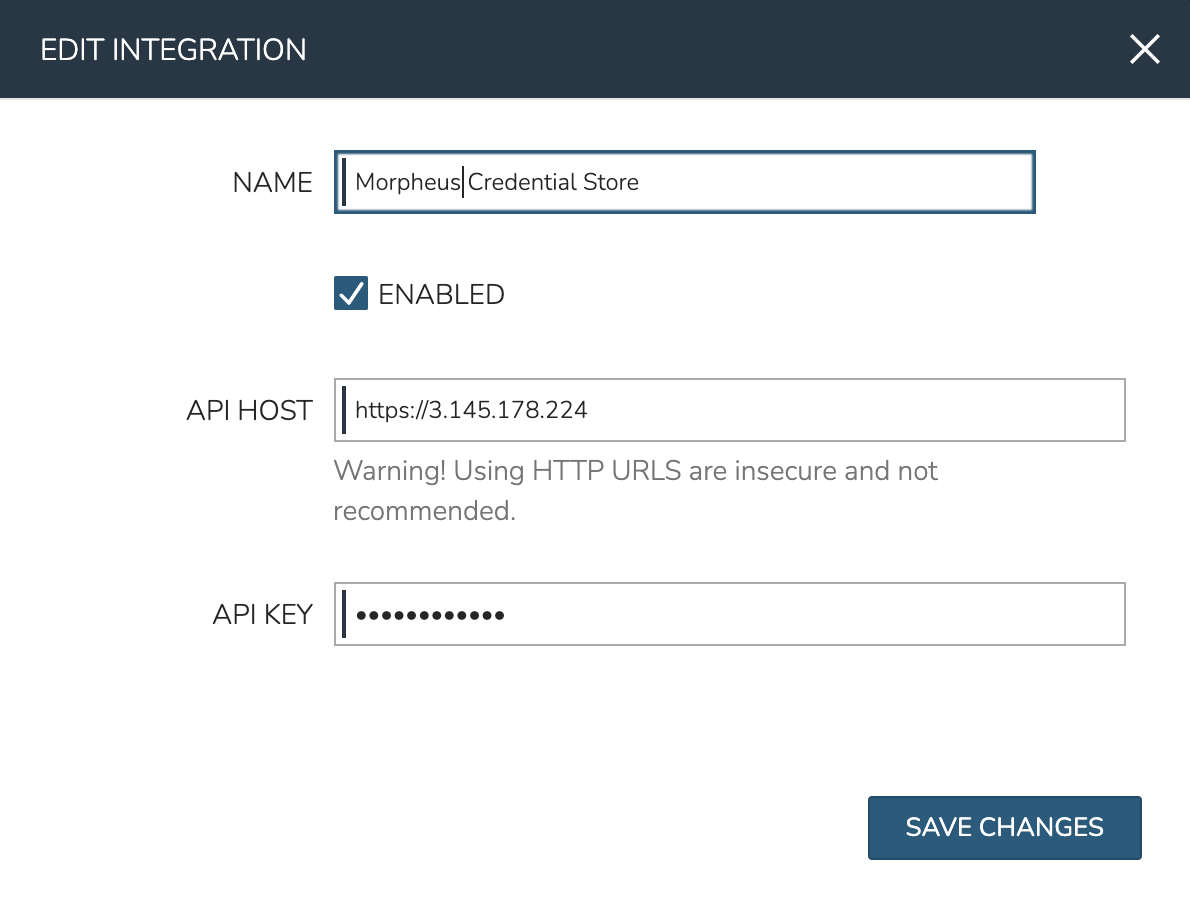 EDIT INTEGRATION
NAME
Morpheus Credential Store
ENABLED
API HOST
https://3.145.178.224
Warning! Using HTTP URLS are insecure and not
recommended.
API KEY
••••••••••••
SAVE CHANGES